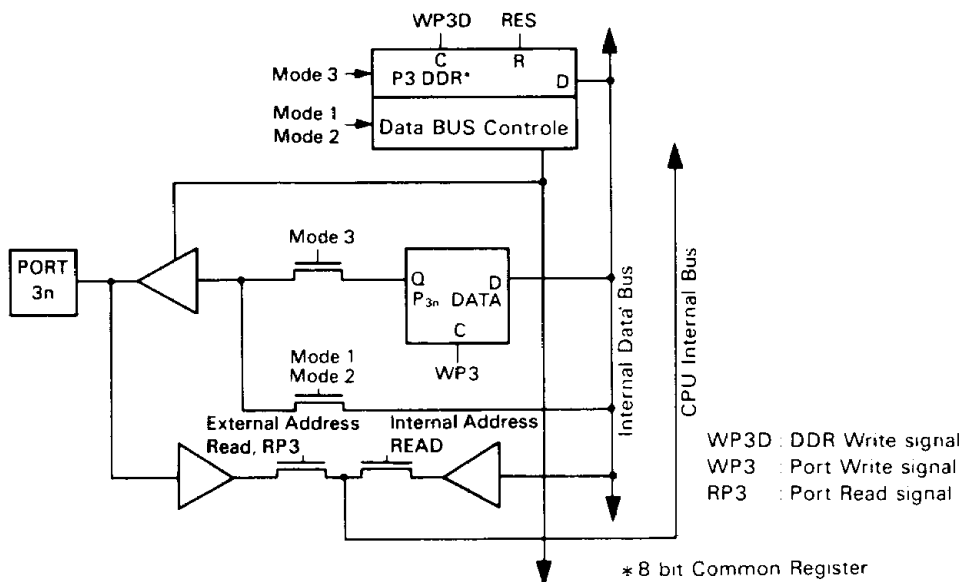 WP3D RES
C R
Mode 3
P3 DDR*
D
Mode 1
Mode 2
Data BUS Controle
PORT
3n
Mode 3
Q D
P3n DATA
C
WP3
Mode 1
Mode 2
External Address
Read, RP3
Internal Address
READ
Internal Data Bus
CPU Internal Bus
WP3D : DDR Write signal
WP3 : Port Write signal
RP3 : Port Read signal
*8 bit Common Register